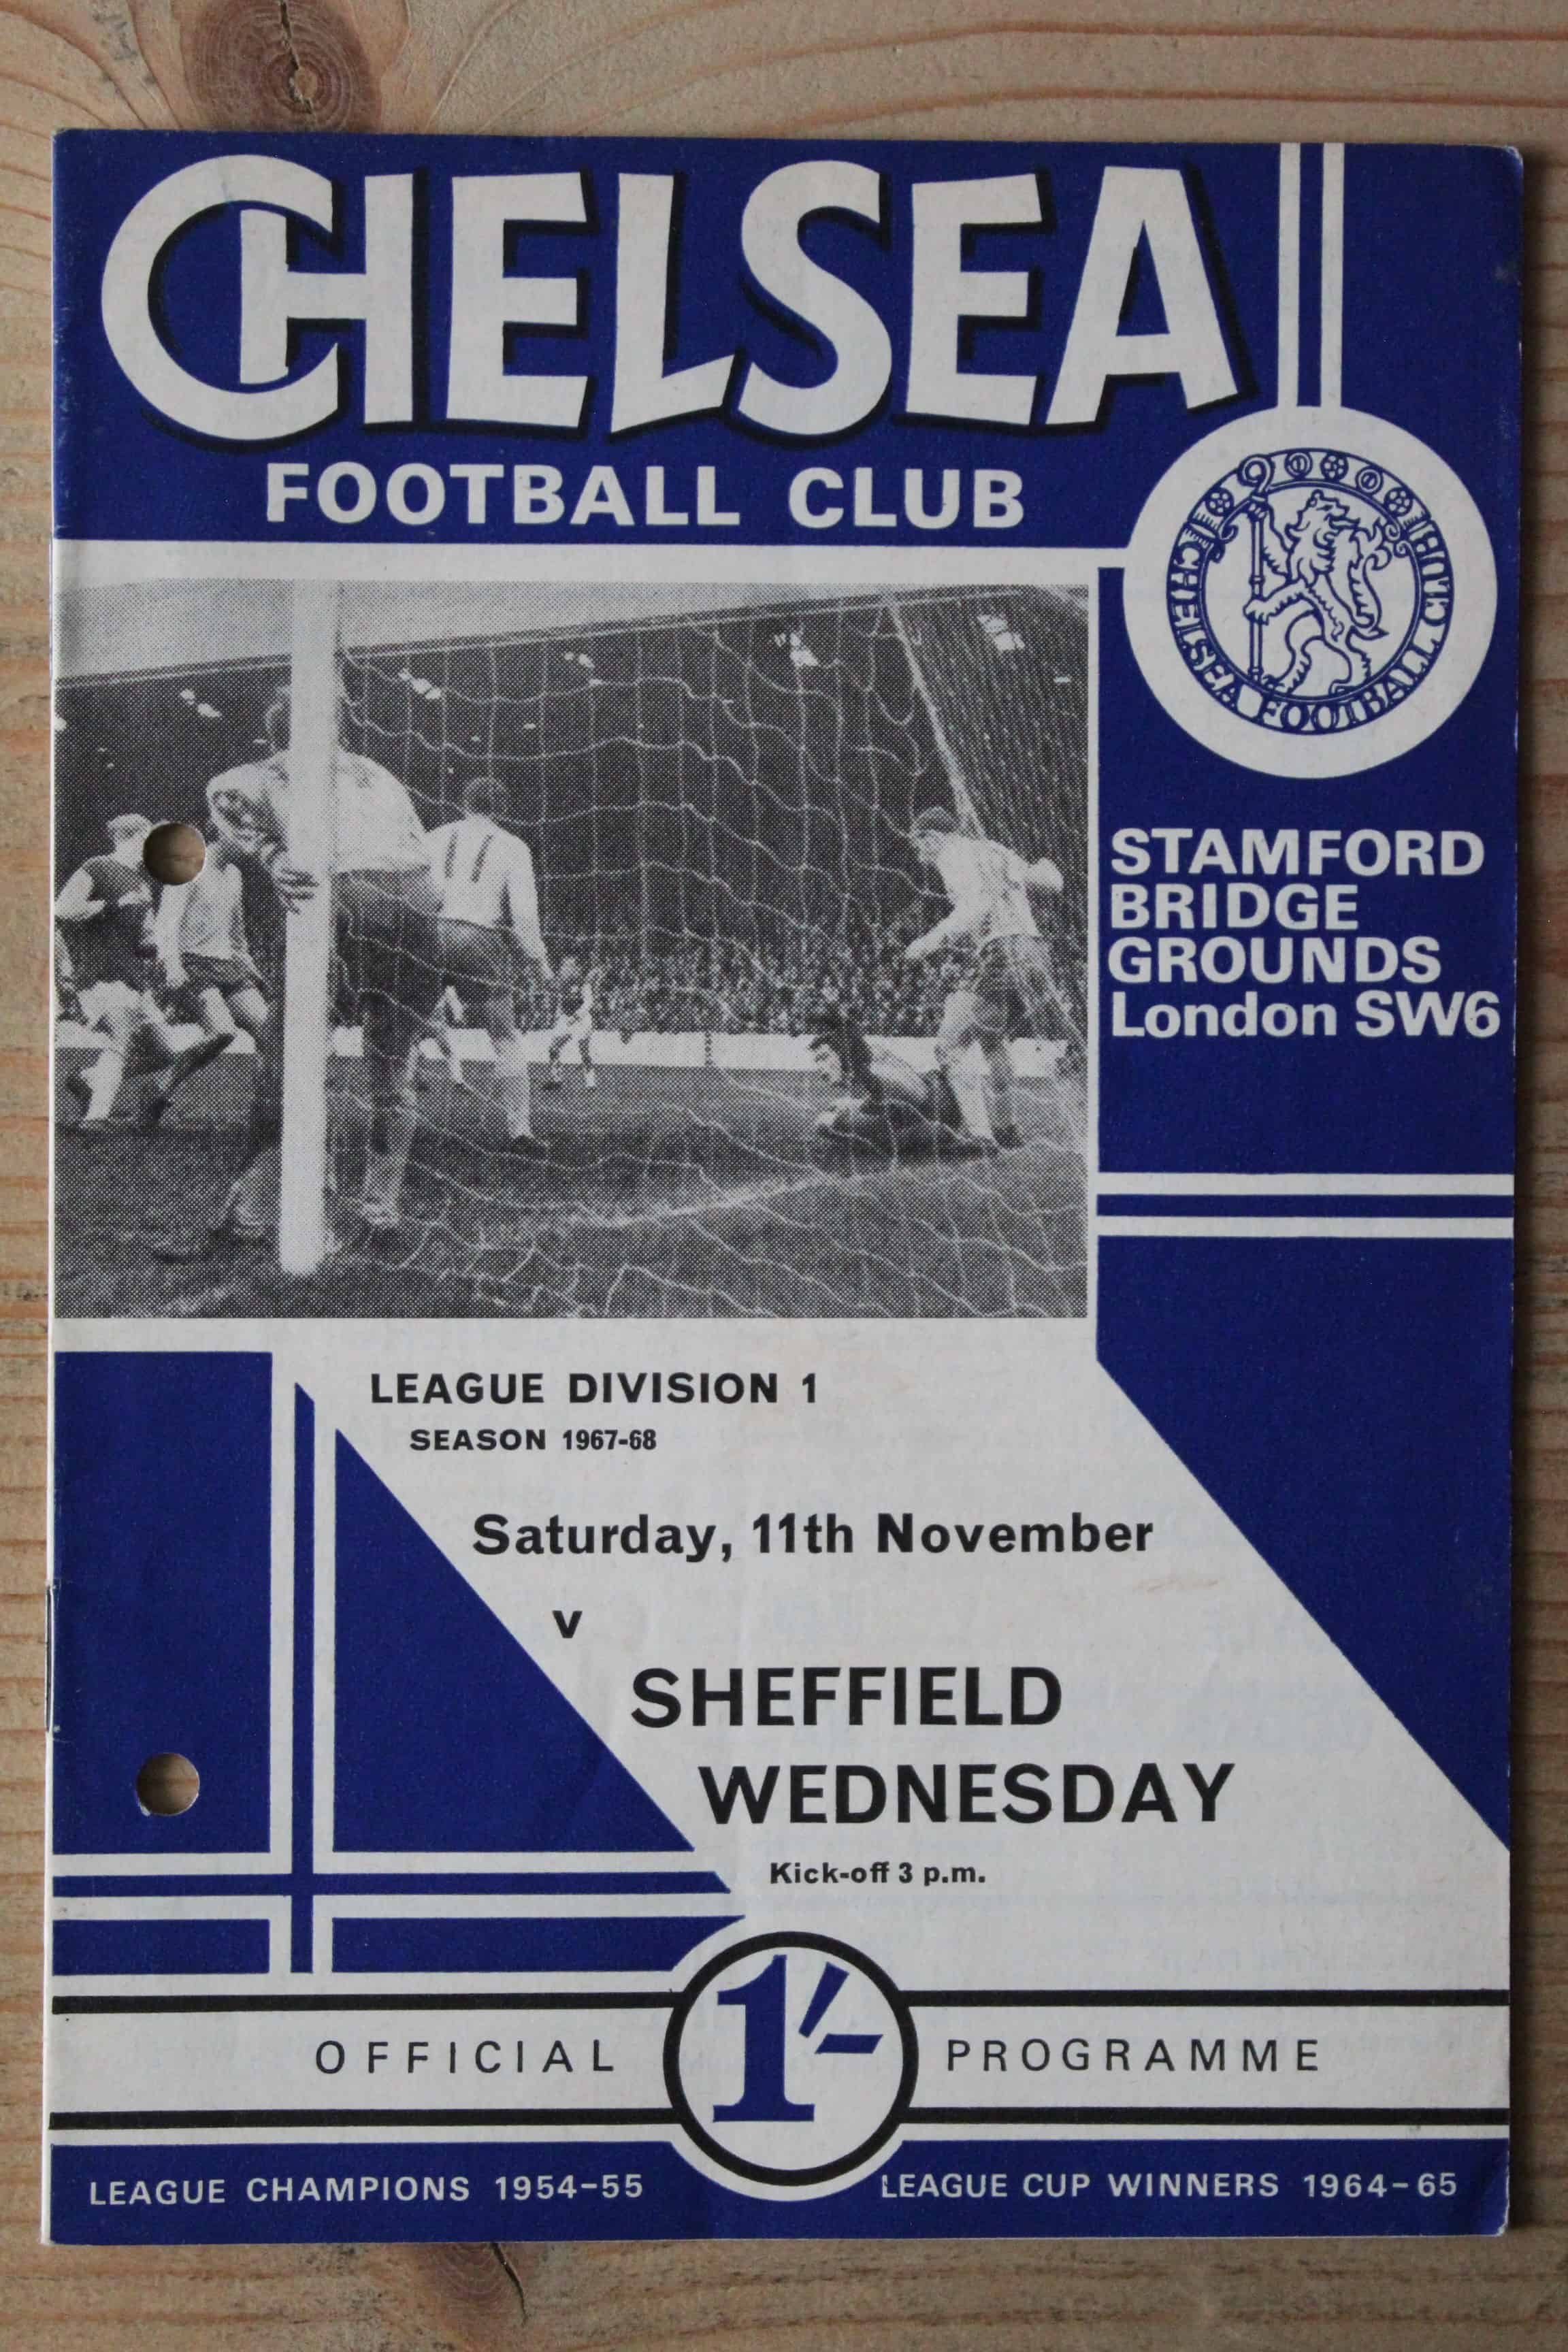 CHELSEA
FOOTBALL CLUB
CHELSEA FOOTBALL CLUB
STAMFORD
BRIDGE
GROUNDS
London SW6
LEAGUE DIVISION 1
SEASON 1967-68
Saturday, 11th November
v
SHEFFIELD
WEDNESDAY
Kick-off 3 p.m.
OFFICIAL 1/- PROGRAMME
LEAGUE CHAMPIONS 1954-55
LEAGUE CUP WINNERS 1964-65